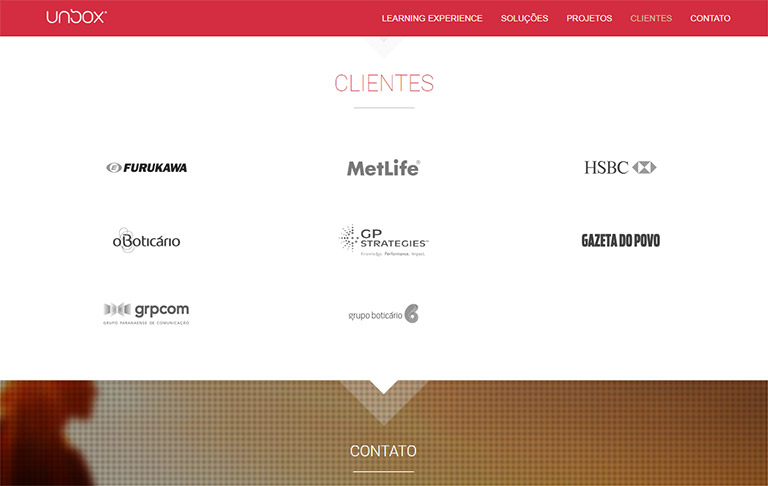 unbox
LEARNING EXPERIENCE SOLUÇÕES PROJETOS CLIENTES CONTATO
CLIENTES
FURUKAWA
MetLife®
HSBC
oBoticário
GP
STRATEGIES™
Knowledge. Performance. Impact.
GAZETA DO POVO
grpcom
GRUPO PARANAENSE DE COMUNICAÇÃO
grupo boticário
CONTATO